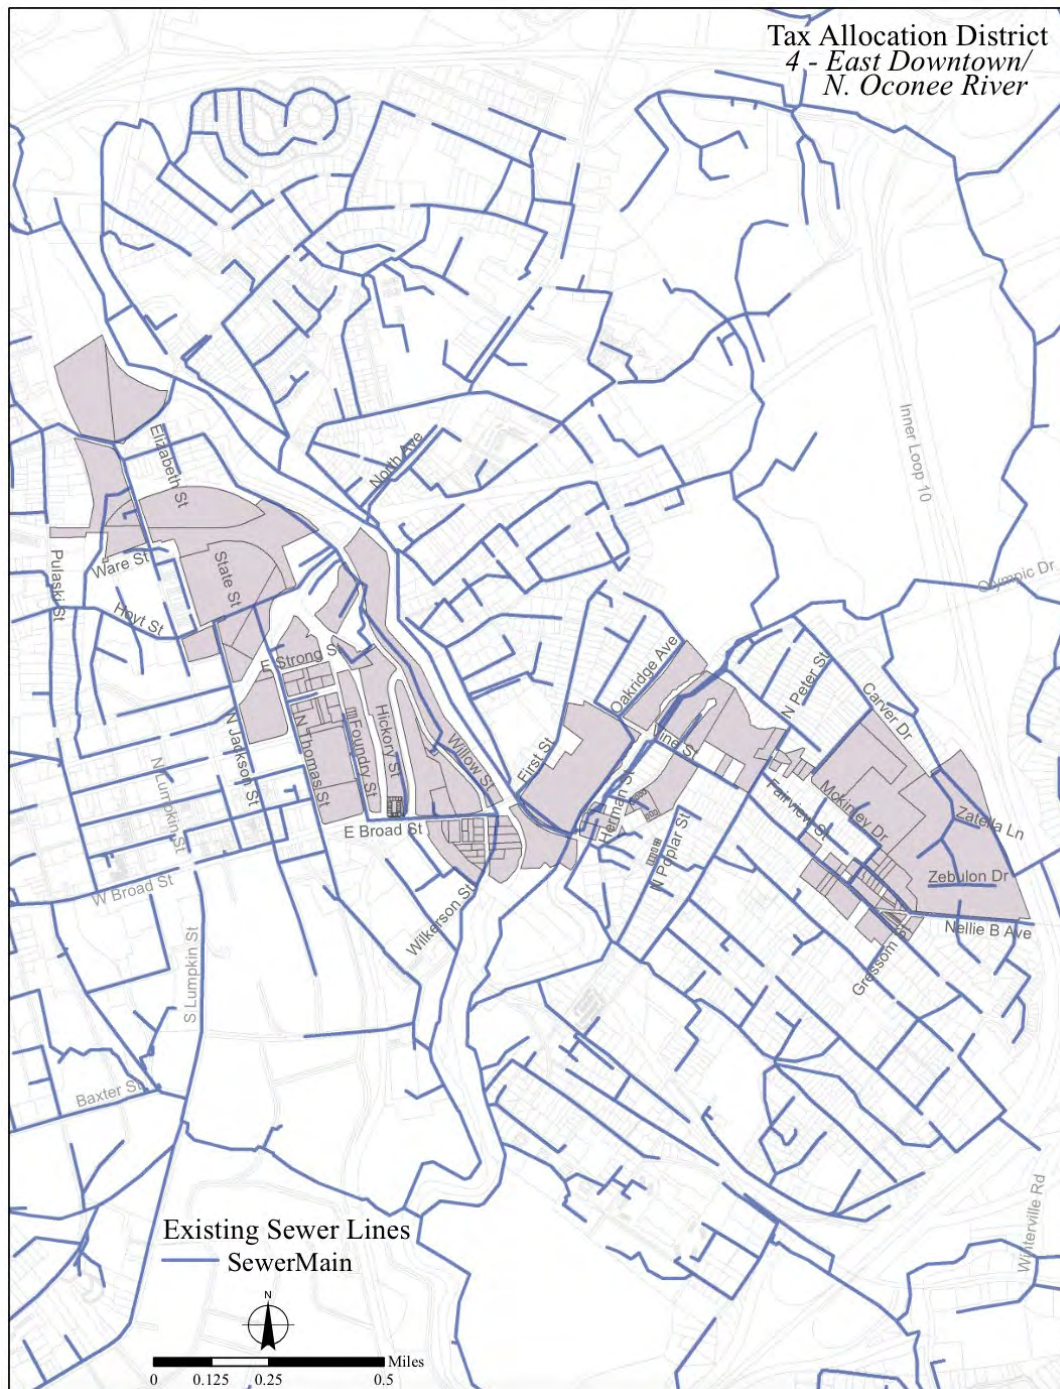 Tax Allocation District
4 - East Downtown/
N. Oconee River
Inner Loop 10
North Ave
Elizabeth St
Olympic Dr
Pulaski St
Ware St
State St
Hoyt St
E Strong St
Oakridge Ave
N Peter St
Carver Dr
N Jackson St
N Thomas St
Foundry St
Hickory St
Willow St
First St
Vine St
N Lumpkin St
Herman St
Mckinley Dr
Fairview St
Zatella Ln
E Broad St
N Poplar St
W Broad St
Zebulon Dr
Wilkerson St
Nellie B Ave
S Lumpkin St
Gressom St
Baxter St
Winterville Rd
Existing Sewer Lines
SewerMain
N
Miles
0 0.125 0.25 0.5